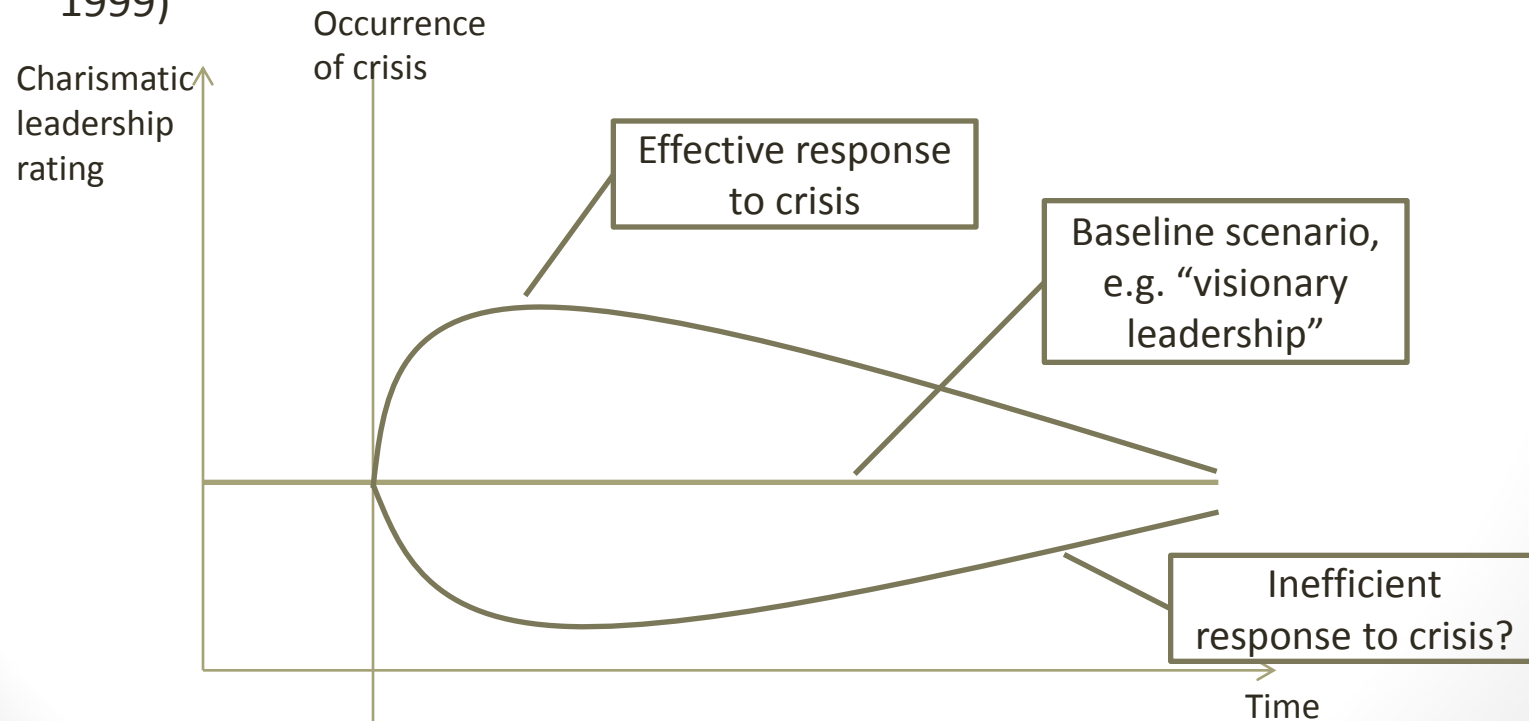 1999)
Occurrence
of crisis
Charismatic
leadership
rating
Effective response
to crisis
Baseline scenario,
e.g. “visionary
leadership”
Inefficient
response to crisis?
Time